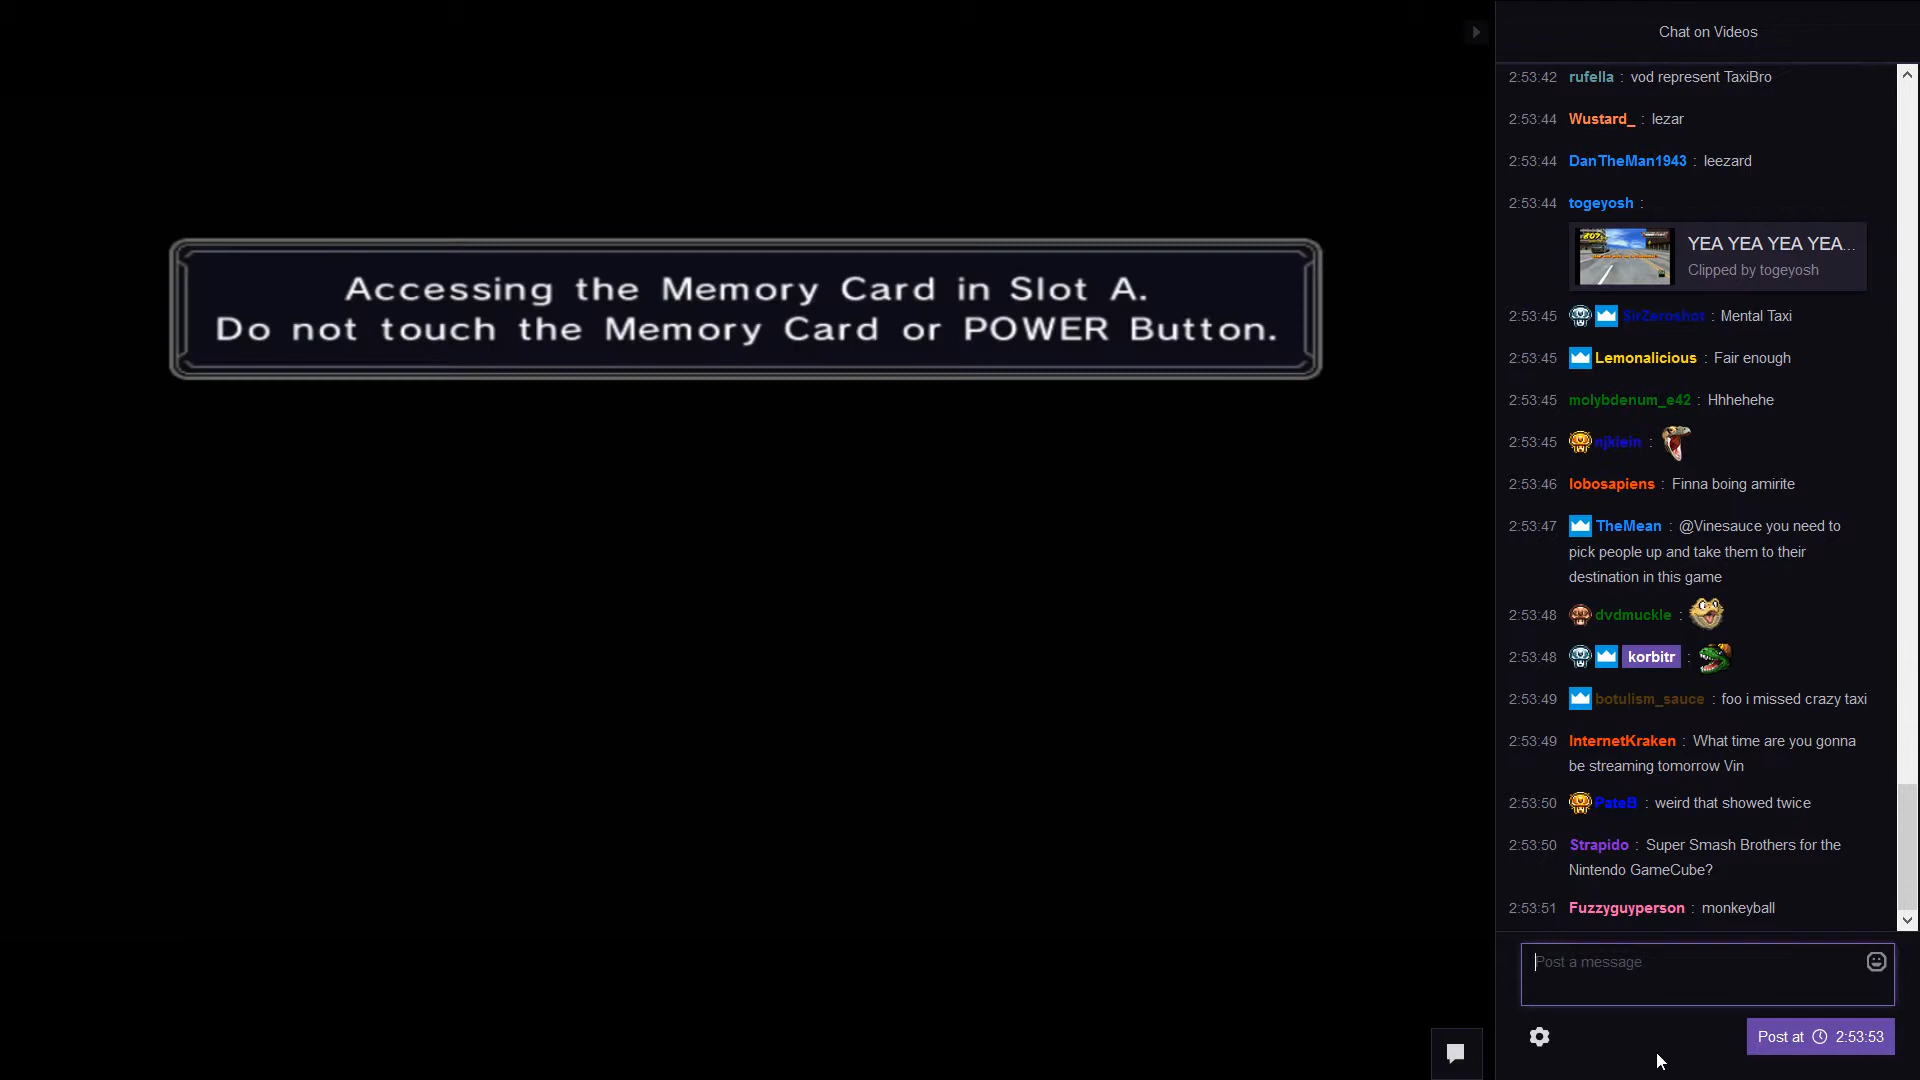 Chat on Videos
Accessing the Memory Card in Slot A.
Do not touch the Memory Card or POWER Button.
2:53:42 rufella : vod represent TaxiBro
2:53:44 Wustard_ : lezar
2:53:44 DanTheMan1943 : leezard
2:53:44 togeyosh :
YEA YEA YEA YEA...
Clipped by togeyosh
2:53:45 SirZeroshot : Mental Taxi
2:53:45 Lemonalicious : Fair enough
2:53:45 molybdenum_e42 : Hhhehehe
2:53:45 njklein :
2:53:46 lobosapiens : Finna boing amirite
2:53:47 TheMean : @Vinesauce you need to
pick people up and take them to their
destination in this game
2:53:48 dvdmuckle :
2:53:48 korbitr :
2:53:49 botulism_sauce : foo i missed crazy taxi
2:53:49 InternetKraken : What time are you gonna
be streaming tomorrow Vin
2:53:50 PateB : weird that showed twice
2:53:50 Strapido : Super Smash Brothers for the
Nintendo GameCube?
2:53:51 Fuzzyguyperson : monkeyball
Post a message
Post at 2:53:53